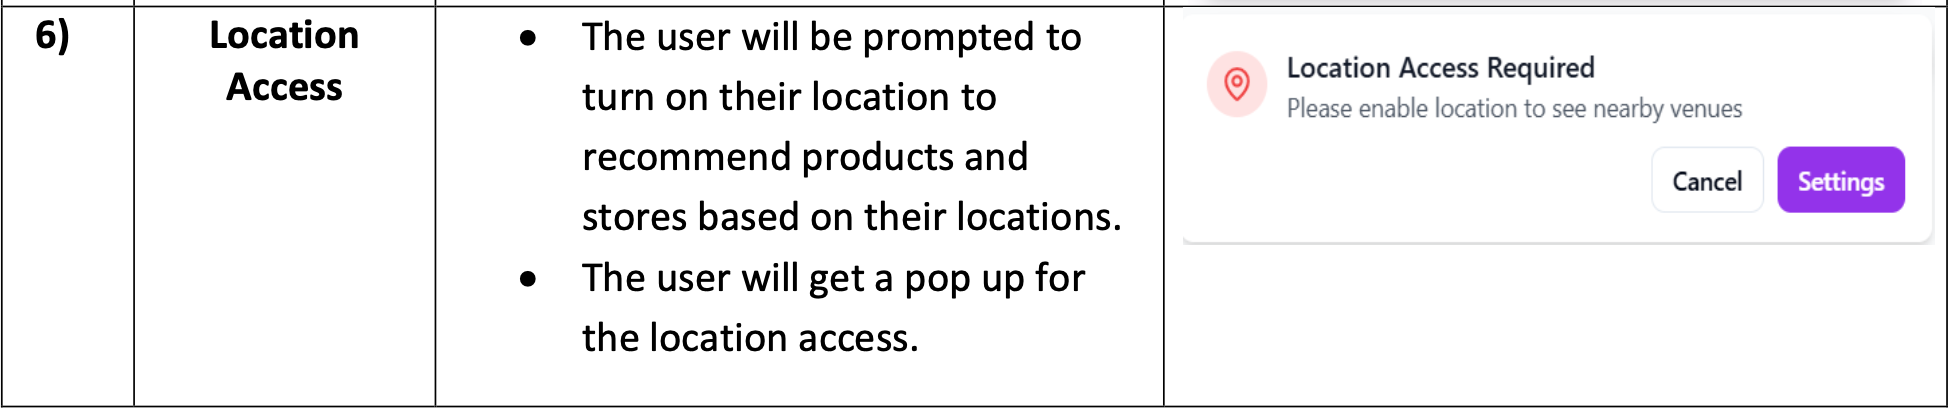 6)
Location
Access
• The user will be prompted to
turn on their location to
recommend products and
stores based on their locations.
• The user will get a pop up for
the location access.
Location Access Required
Please enable location to see nearby venues
Cancel
Settings